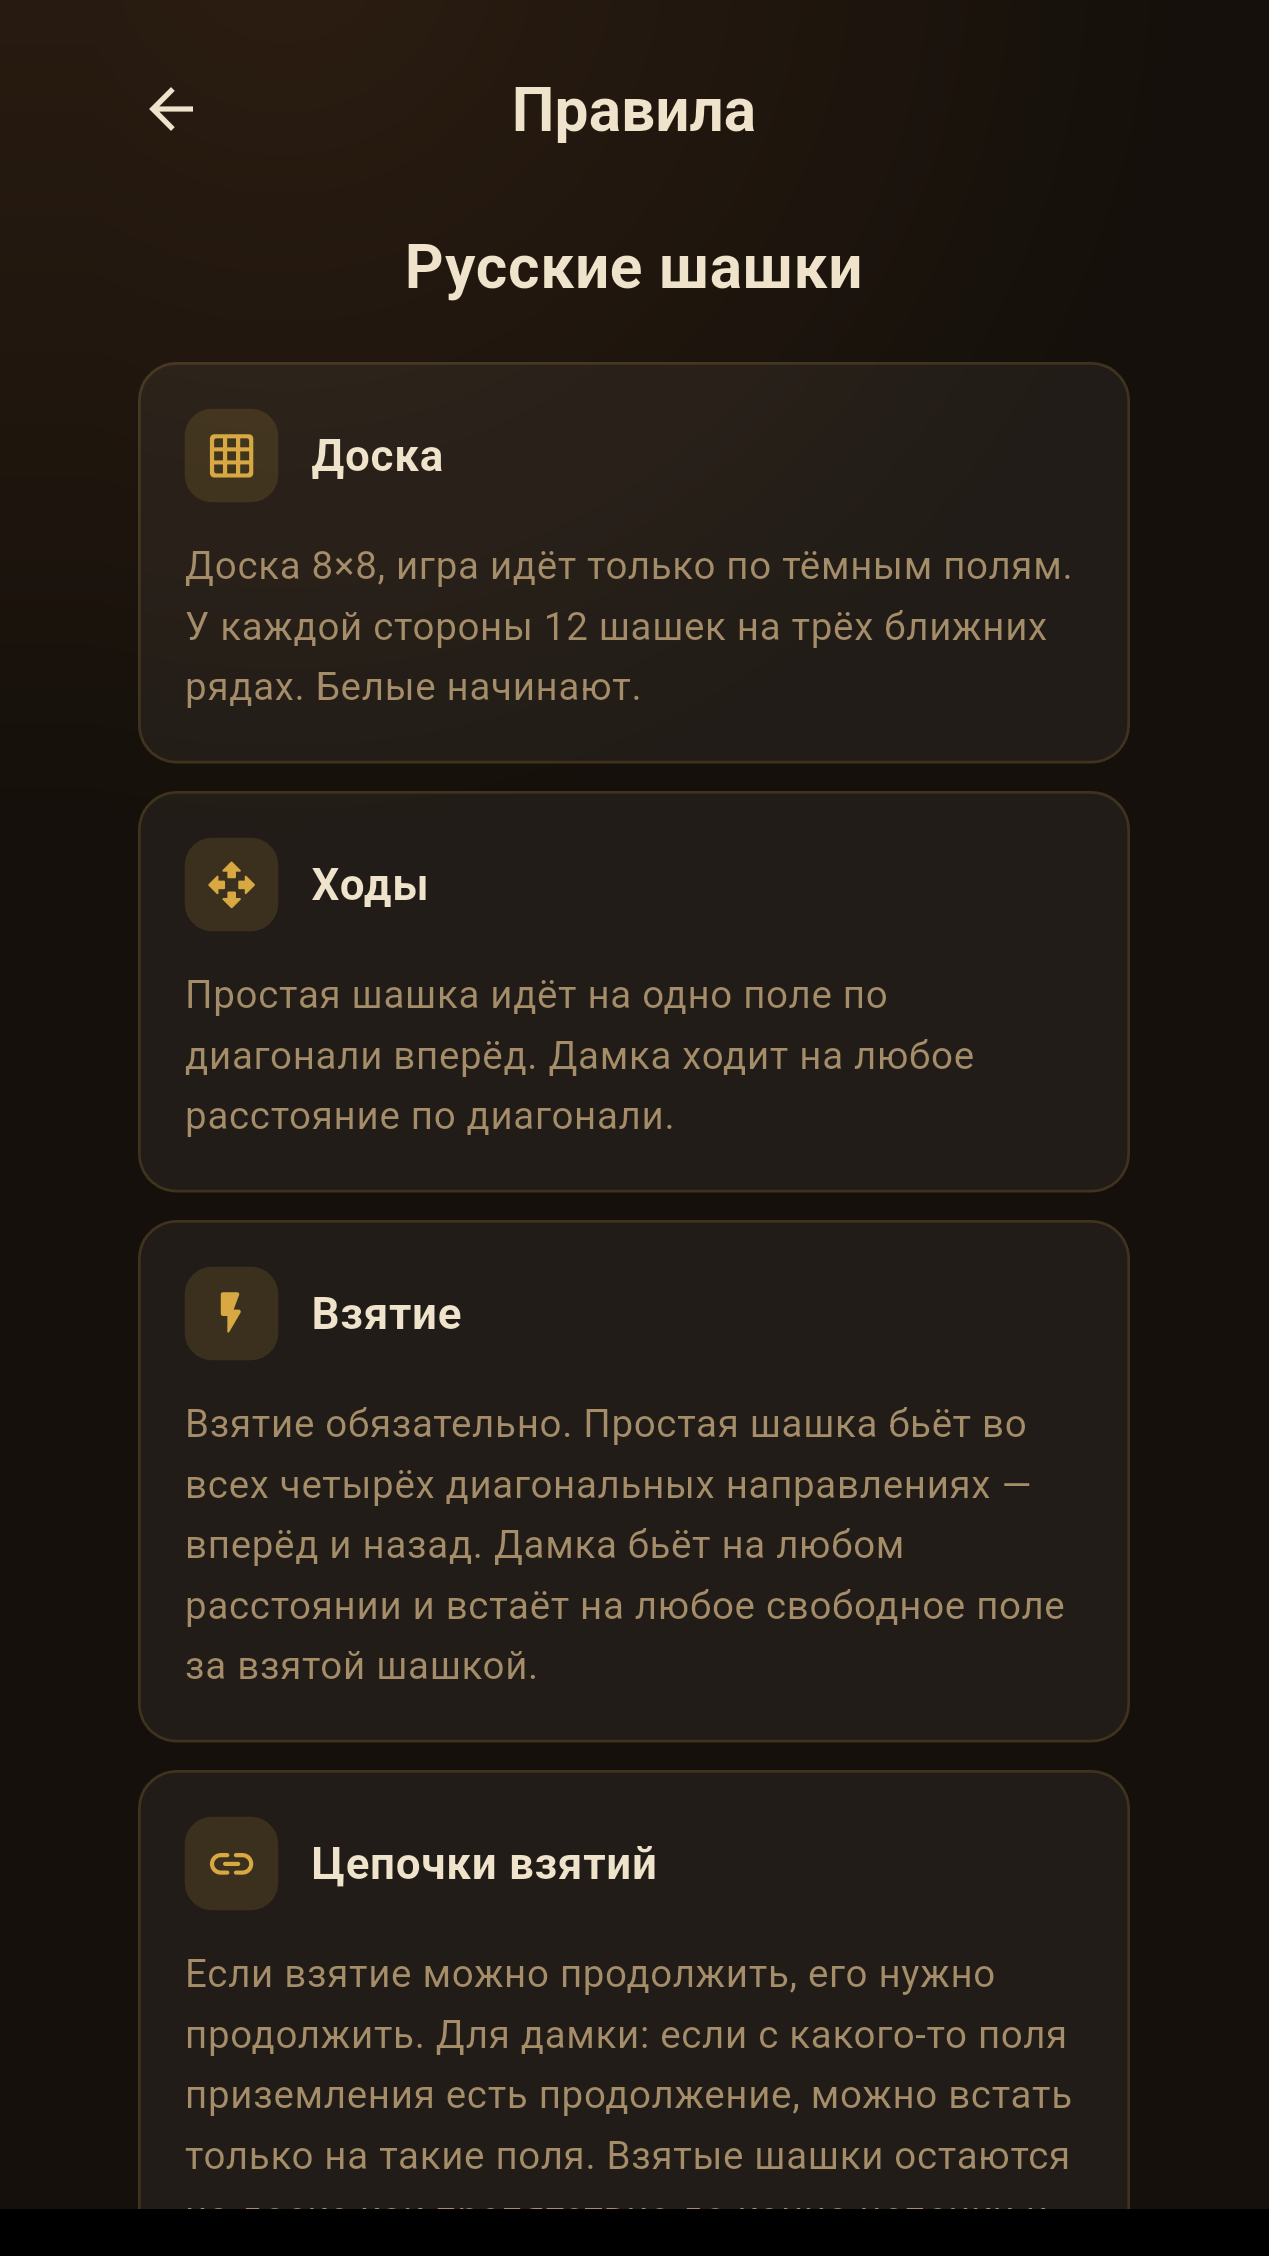 Правила
Русские шашки
Доска
Доска 8×8, игра идёт только по тёмным полям.
У каждой стороны 12 шашек на трёх ближних
рядах. Белые начинают.
Ходы
Простая шашка идёт на одно поле по
диагонали вперёд. Дамка ходит на любое
расстояние по диагонали.
Взятие
Взятие обязательно. Простая шашка бьёт во
всех четырёх диагональных направлениях —
вперёд и назад. Дамка бьёт на любом
расстоянии и встаёт на любое свободное поле
за взятой шашкой.
Цепочки взятий
Если взятие можно продолжить, его нужно
продолжить. Для дамки: если с какого-то поля
приземления есть продолжение, можно встать
только на такие поля. Взятые шашки остаются